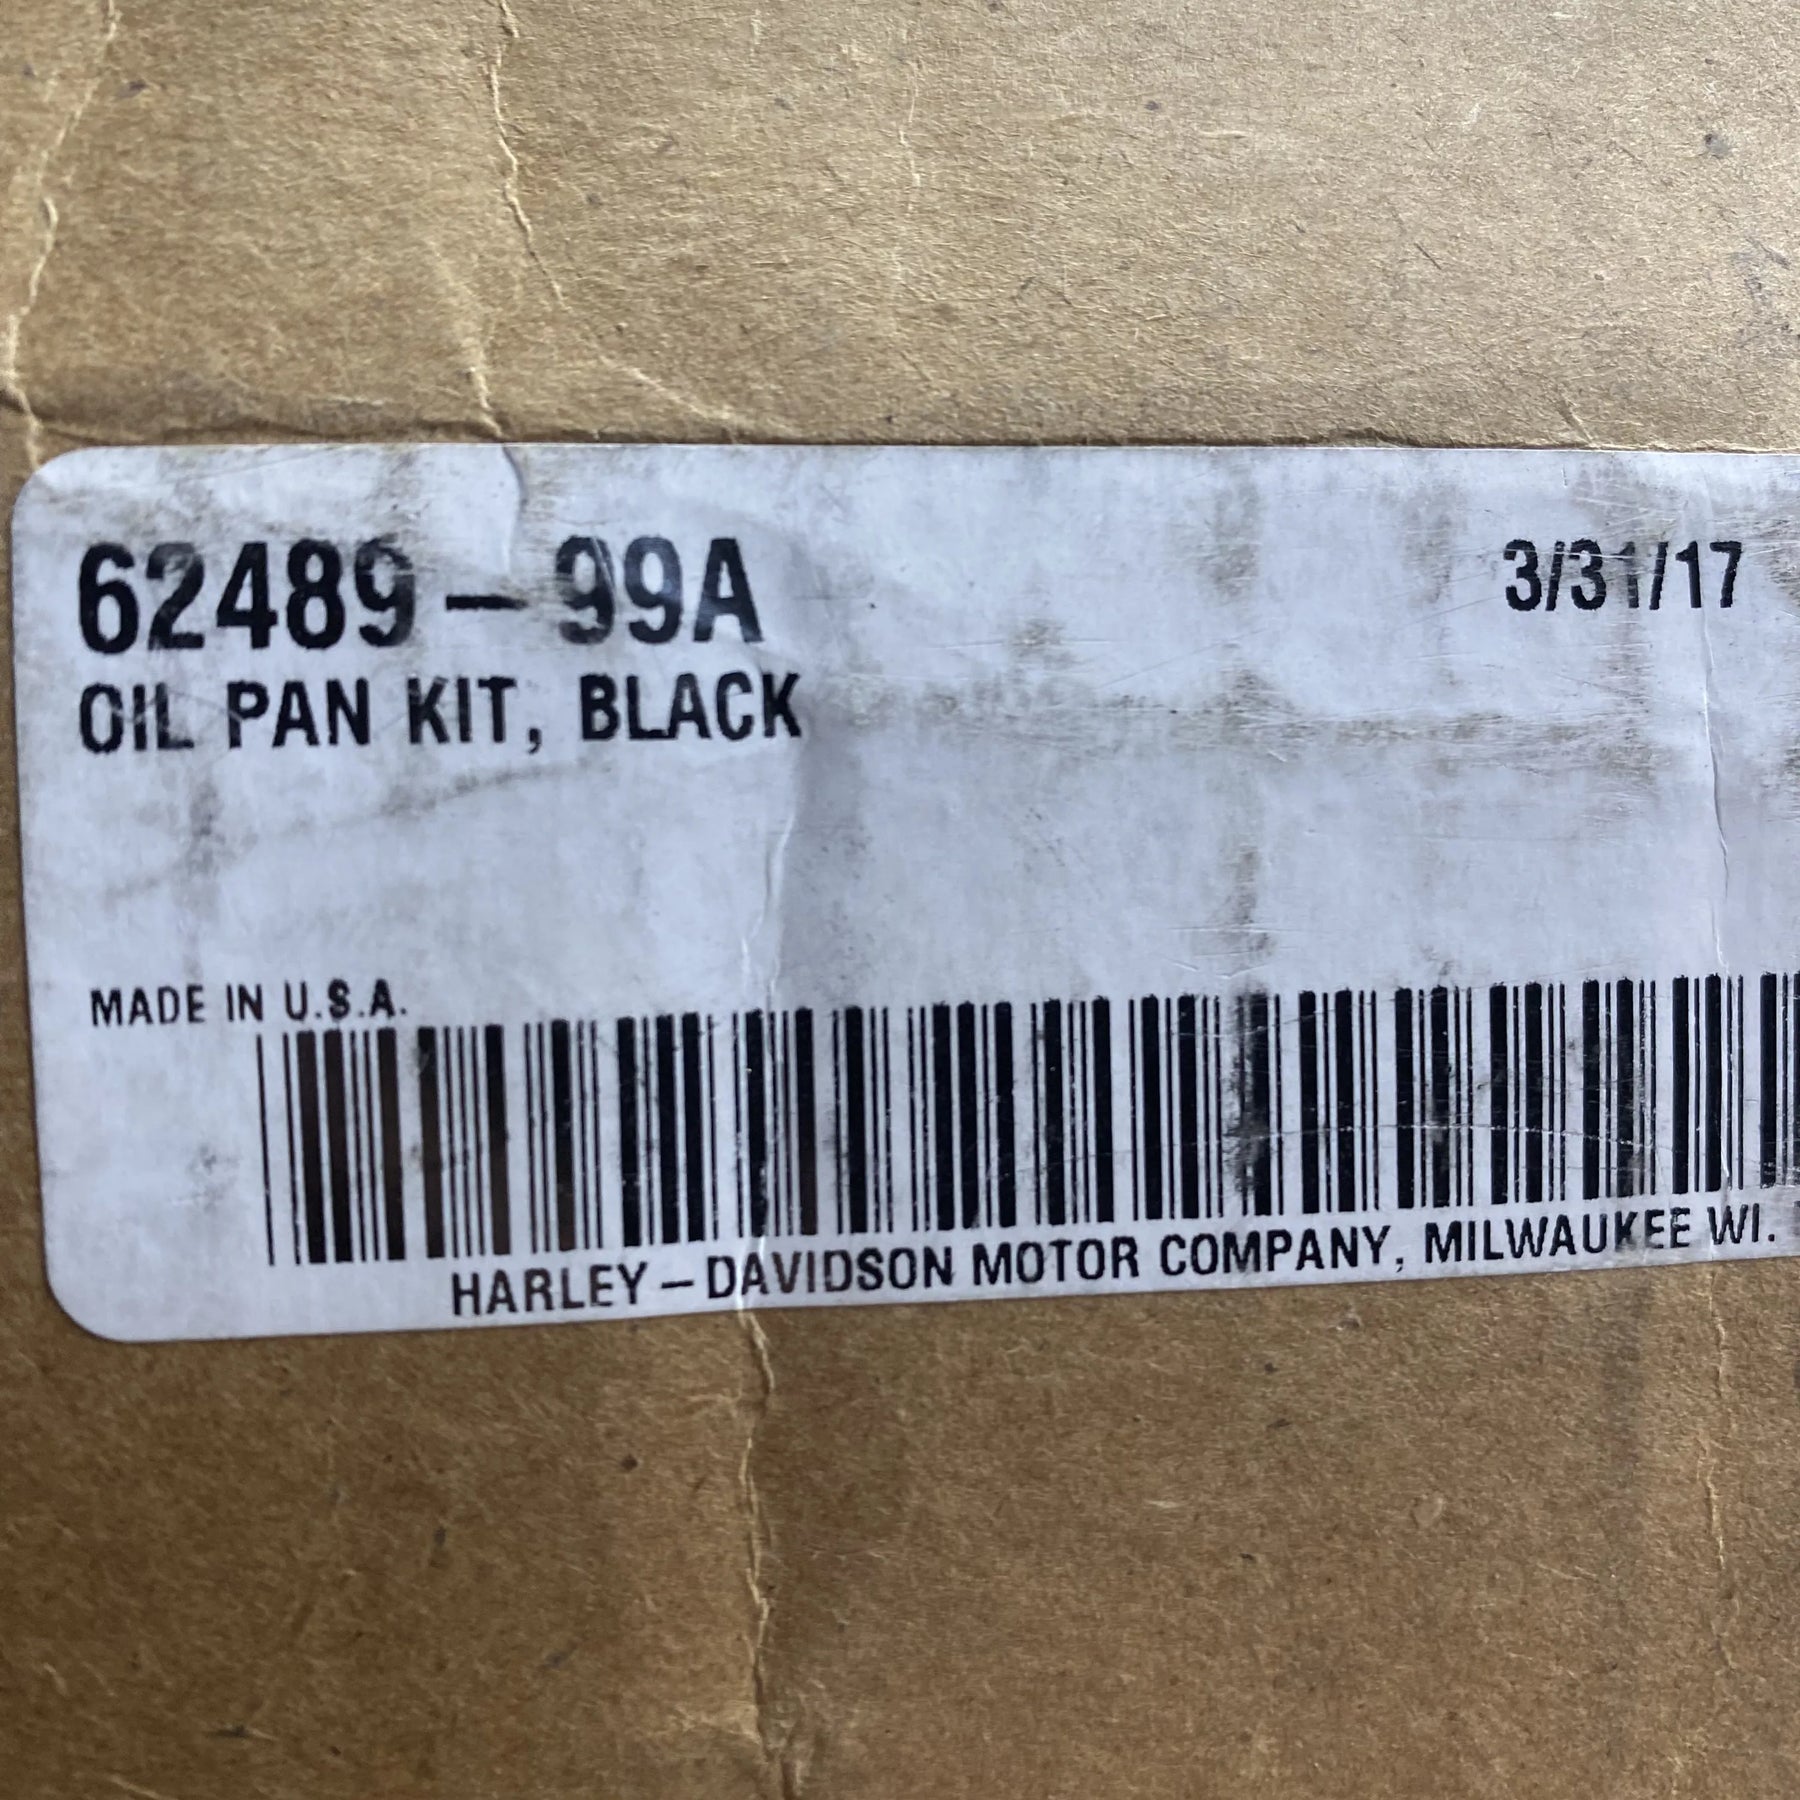 62489-99A 3/31/17
OIL PAN KIT, BLACK
MADE IN U.S.A.
HARLEY-DAVIDSON MOTOR COMPANY, MILWAUKEE WI.